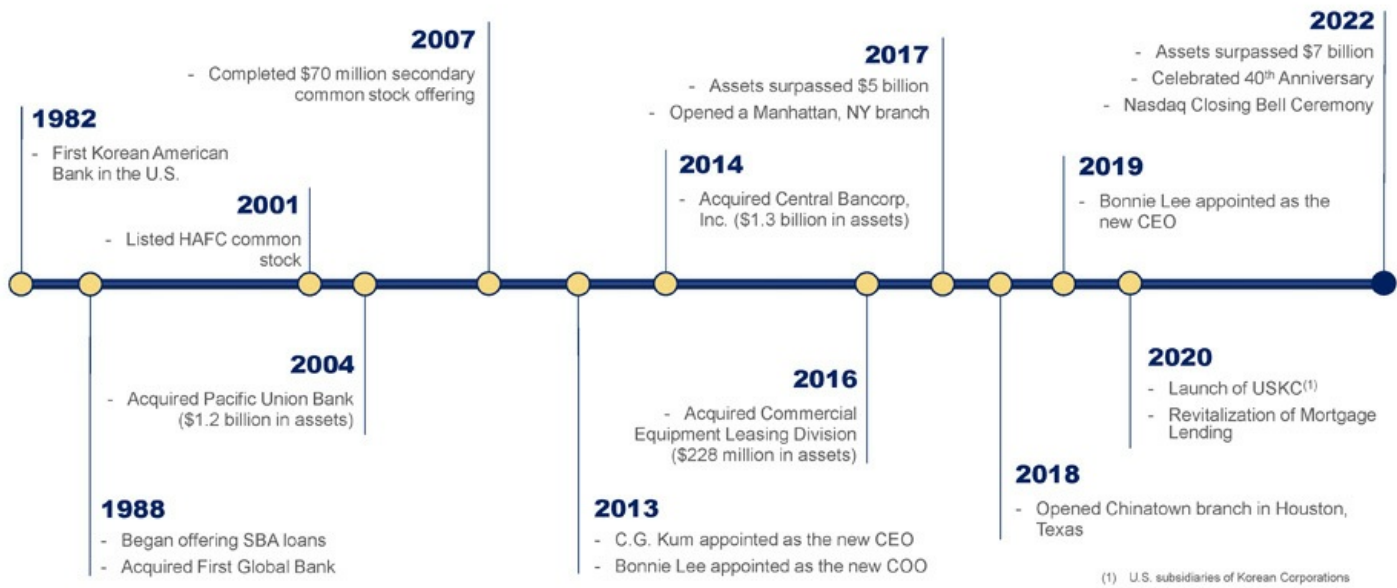 1982
- First Korean American
Bank in the U.S.
1988
- Began offering SBA loans
- Acquired First Global Bank
2001
- Listed HAFC common
stock
2004
- Acquired Pacific Union Bank
($1.2 billion in assets)
2007
- Completed $70 million secondary
common stock offering
2013
- C.G. Kum appointed as the new CEO
- Bonnie Lee appointed as the new COO
2014
- Acquired Central Bancorp,
Inc. ($1.3 billion in assets)
2016
- Acquired Commercial
Equipment Leasing Division
($228 million in assets)
2017
- Assets surpassed $5 billion
- Opened a Manhattan, NY branch
2018
- Opened Chinatown branch in Houston,
Texas
2019
- Bonnie Lee appointed as the
new CEO
2020
- Launch of USKC(1)
- Revitalization of Mortgage
Lending
2022
- Assets surpassed $7 billion
- Celebrated 40th Anniversary
- Nasdaq Closing Bell Ceremony
(1) U.S. subsidiaries of Korean Corporations